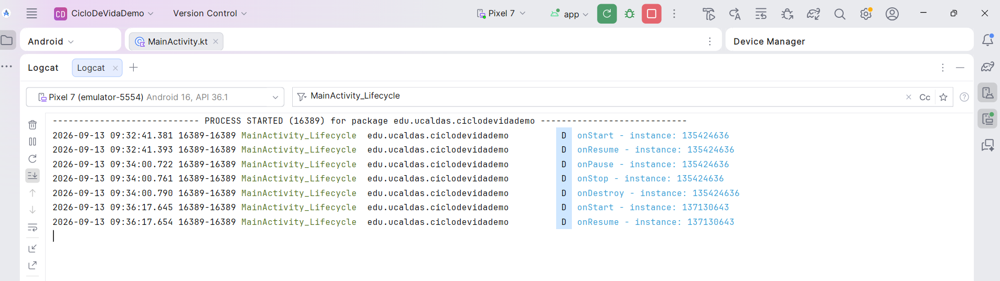 CD CicloDeVidaDemo Version Control Pixel 7 app
Android MainActivity.kt Device Manager
Logcat Logcat
Pixel 7 (emulator-5554) Android 16, API 36.1 MainActivity_Lifecycle Cc
---------------------------- PROCESS STARTED (16389) for package edu.ucaldas.ciclodevidademo ----------------------------
2026-09-13 09:32:41.381 16389-16389 MainActivity_Lifecycle edu.ucaldas.ciclodevidademo D onStart - instance: 135424636
2026-09-13 09:32:41.393 16389-16389 MainActivity_Lifecycle edu.ucaldas.ciclodevidademo D onResume - instance: 135424636
2026-09-13 09:34:00.722 16389-16389 MainActivity_Lifecycle edu.ucaldas.ciclodevidademo D onPause - instance: 135424636
2026-09-13 09:34:00.761 16389-16389 MainActivity_Lifecycle edu.ucaldas.ciclodevidademo D onStop - instance: 135424636
2026-09-13 09:34:00.790 16389-16389 MainActivity_Lifecycle edu.ucaldas.ciclodevidademo D onDestroy - instance: 135424636
2026-09-13 09:36:17.645 16389-16389 MainActivity_Lifecycle edu.ucaldas.ciclodevidademo D onStart - instance: 137130643
2026-09-13 09:36:17.654 16389-16389 MainActivity_Lifecycle edu.ucaldas.ciclodevidademo D onResume - instance: 137130643